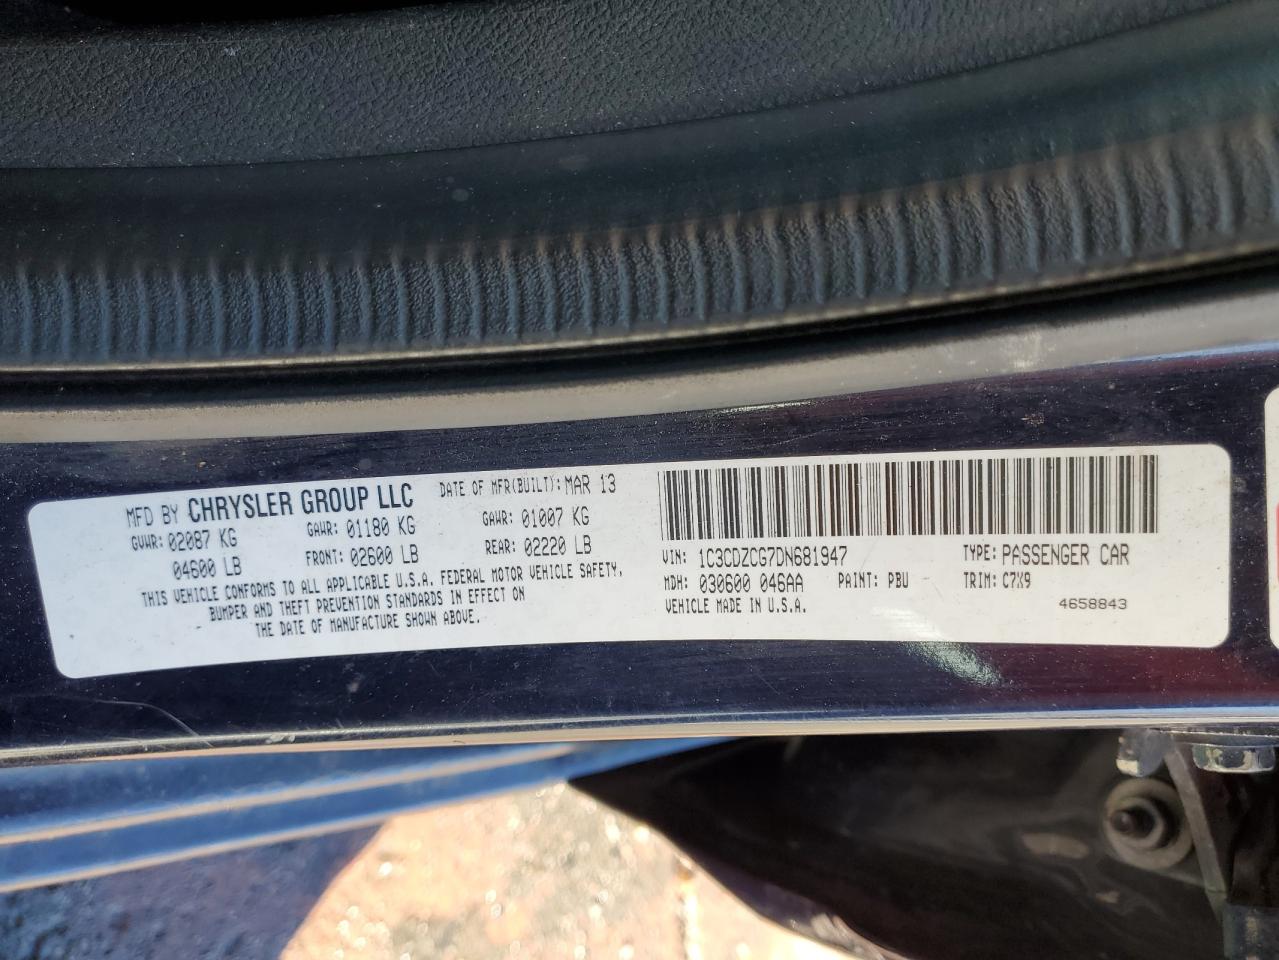 MFD BY CHRYSLER GROUP LLC DATE OF MFR(BUILT): MAR 13
GVWR: 02087 KG GAWR: 01180 KG GAWR: 01007 KG
04600 LB FRONT: 02600 LB REAR: 02220 LB
THIS VEHICLE CONFORMS TO ALL APPLICABLE U.S.A. FEDERAL MOTOR VEHICLE SAFETY,
BUMPER AND THEFT PREVENTION STANDARDS IN EFFECT ON
THE DATE OF MANUFACTURE SHOWN ABOVE.
VIN: 1C3CDZCG7DN681947 TYPE: PASSENGER CAR
MDH: 030600 046AA PAINT: PBU TRIM: C7X9
VEHICLE MADE IN U.S.A. 4658843